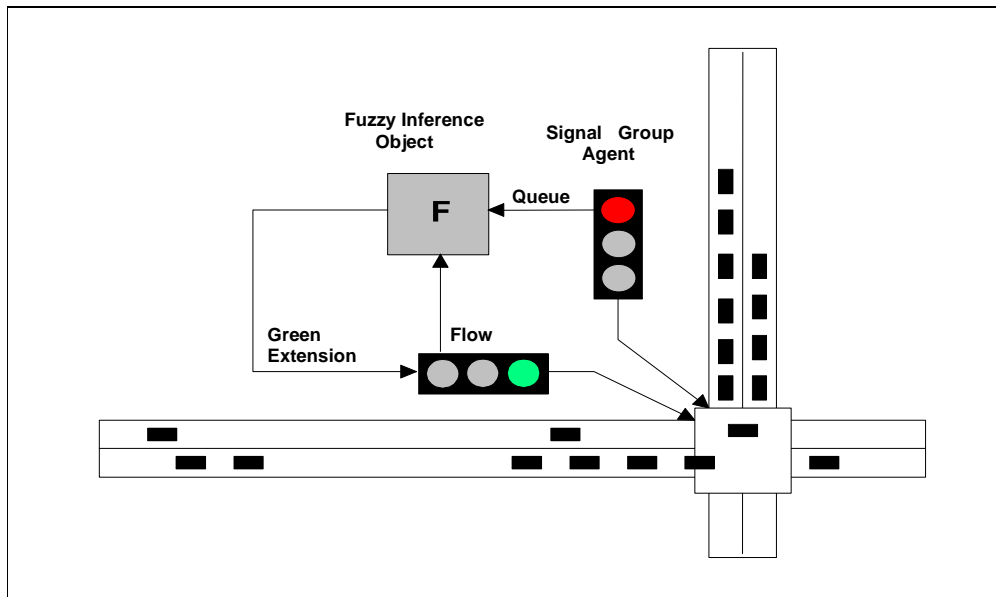 Fuzzy Inference
Object
Signal Group
Agent
F
Queue
Green
Extension
Flow